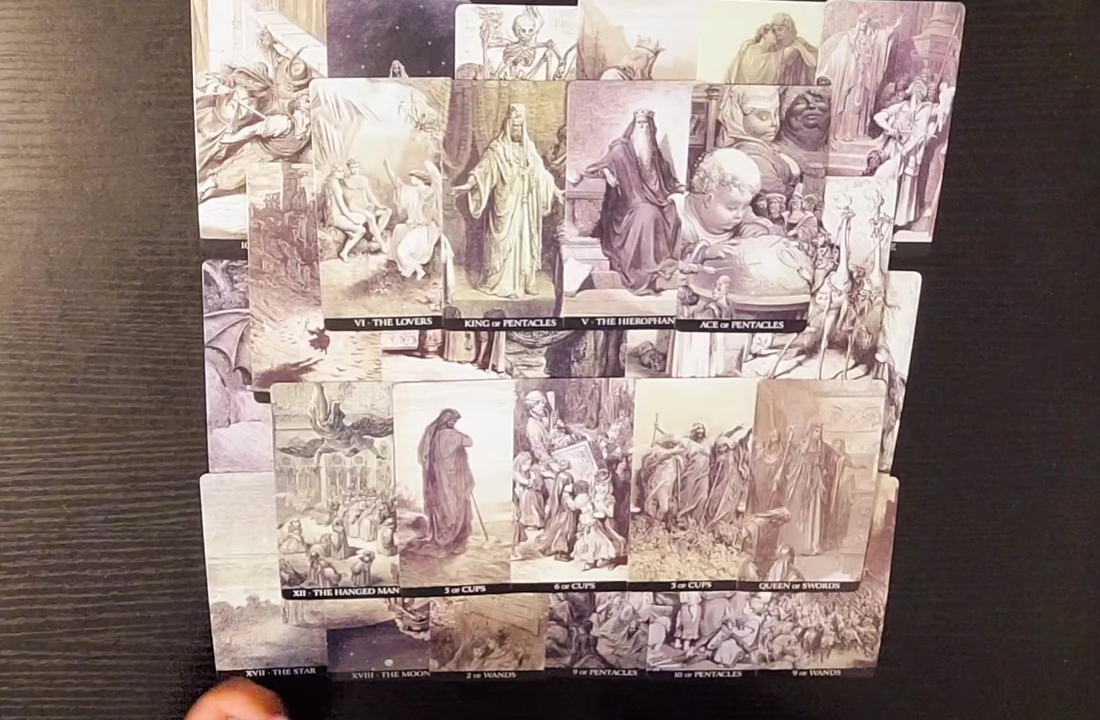 VI - THE LOVERS
KING OF PENTACLES
V - THE HIEROPHAN
ACE OF PENTACLES
XII - THE HANGED MAN
5 OF CUPS
6 OF CUPS
3 OF CUPS
QUEEN OF SWORDS
XVII - THE STAR
XVIII - THE MOON
2 OF WANDS
9 OF PENTACLES
10 OF PENTACLES
9 OF WANDS